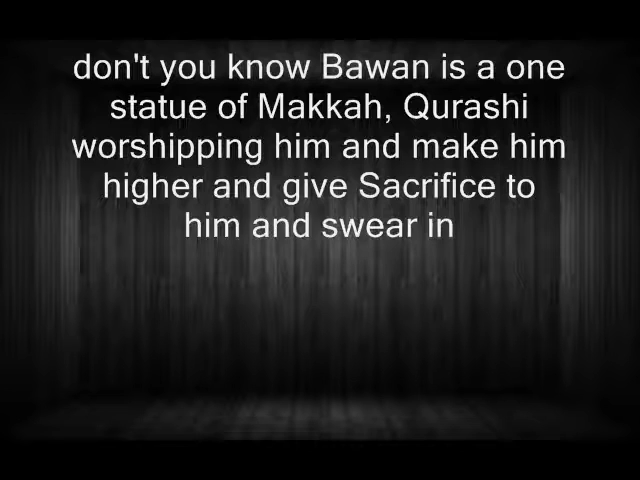 don't you know Bawan is a one
statue of Makkah, Qurashi
worshipping him and make him
higher and give Sacrifice to
him and swear in